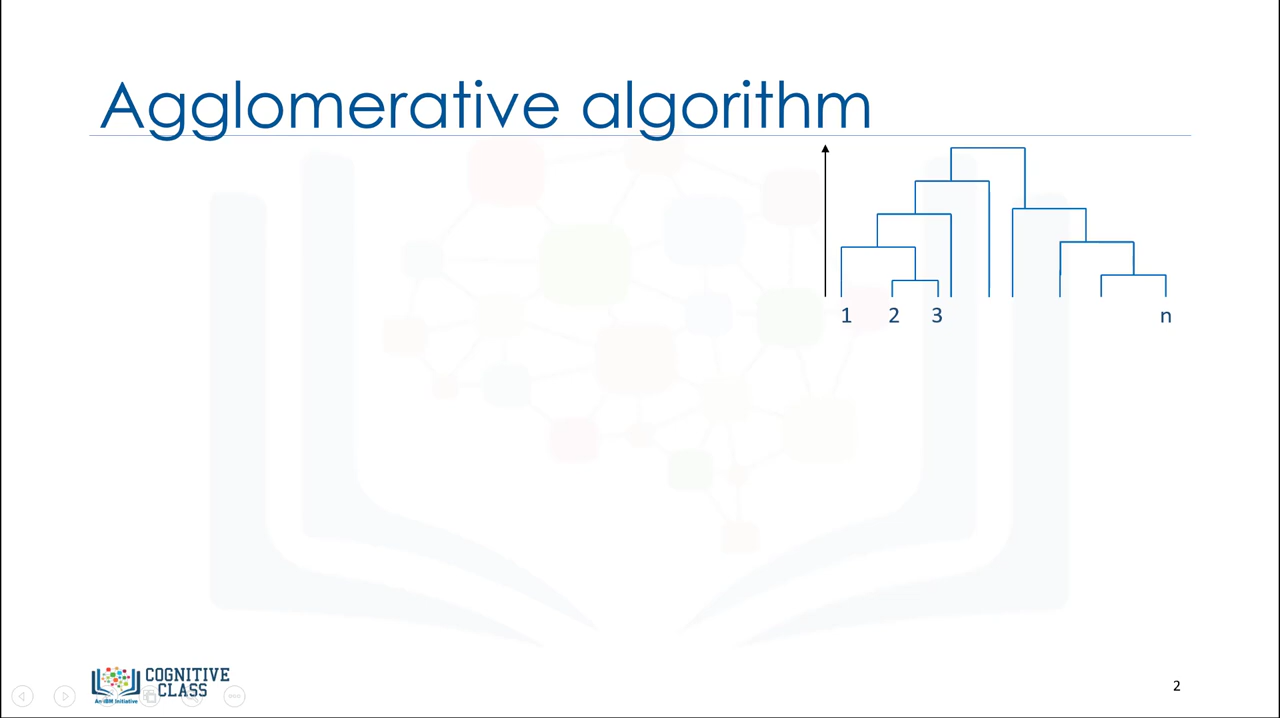 Agglomerative algorithm
1 2 3 n
COGNITIVE
CLASS
An IBM Initiative
2